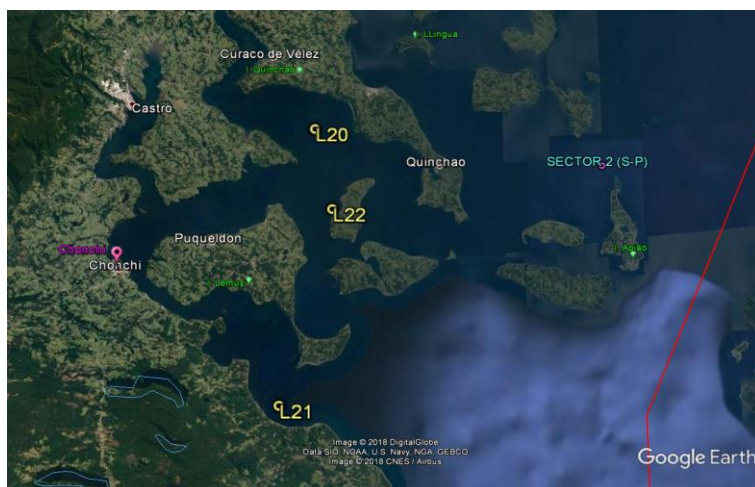 I. LLingua
Curaco de Vélez
I. Quinchao
Castro
L20
Quinchao
SECTOR 2 (S-P)
L22
Puqueldon
Chonchi
Chonchi
I. Apiao
I. Lemuy
L21
Image © 2018 DigitalGlobe
Data SIO, NOAA, U.S. Navy, NGA, GEBCO
Image © 2018 CNES / Airbus
Google Earth